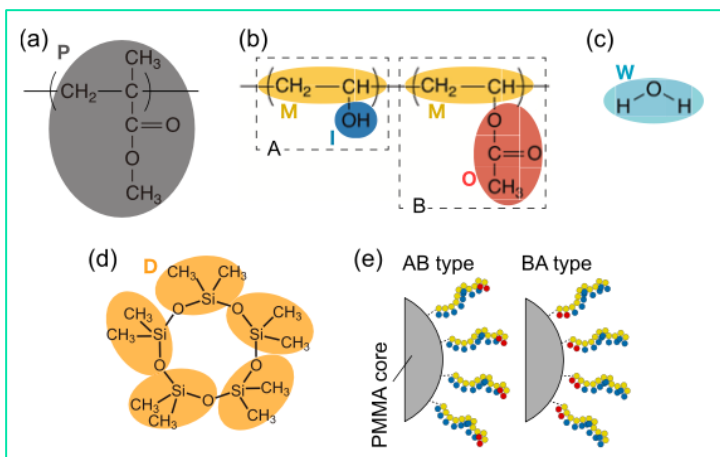 (a)
P
CH₃
CH₂
C
C
O
O
CH₃
(b)
CH₂
CH
M
OH
I
A
CH₂
CH
M
O
C
O
CH₃
O
B
(c)
W
O
H
H
(d)
D
CH₃
CH₃
Si
O
O
CH₃
CH₃
Si
Si
CH₃
CH₃
O
O
Si
Si
O
CH₃
CH₃
CH₃
CH₃
(e)
AB type
BA type
PMMA core